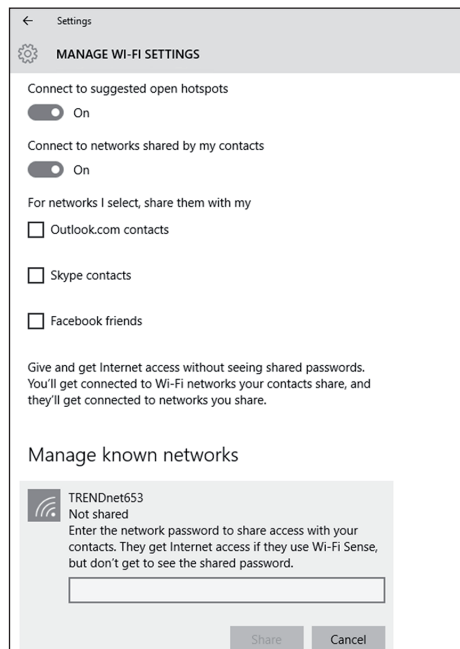 Settings
MANAGE WI-FI SETTINGS
Connect to suggested open hotspots
On
Connect to networks shared by my contacts
On
For networks I select, share them with my
Outlook.com contacts
Skype contacts
Facebook friends
Give and get Internet access without seeing shared passwords.
You'll get connected to Wi-Fi networks your contacts share, and
they'll get connected to networks you share.
Manage known networks
TRENDnet653
Not shared
Enter the network password to share access with your
contacts. They get Internet access if they use Wi-Fi Sense,
but don't get to see the shared password.
Share
Cancel